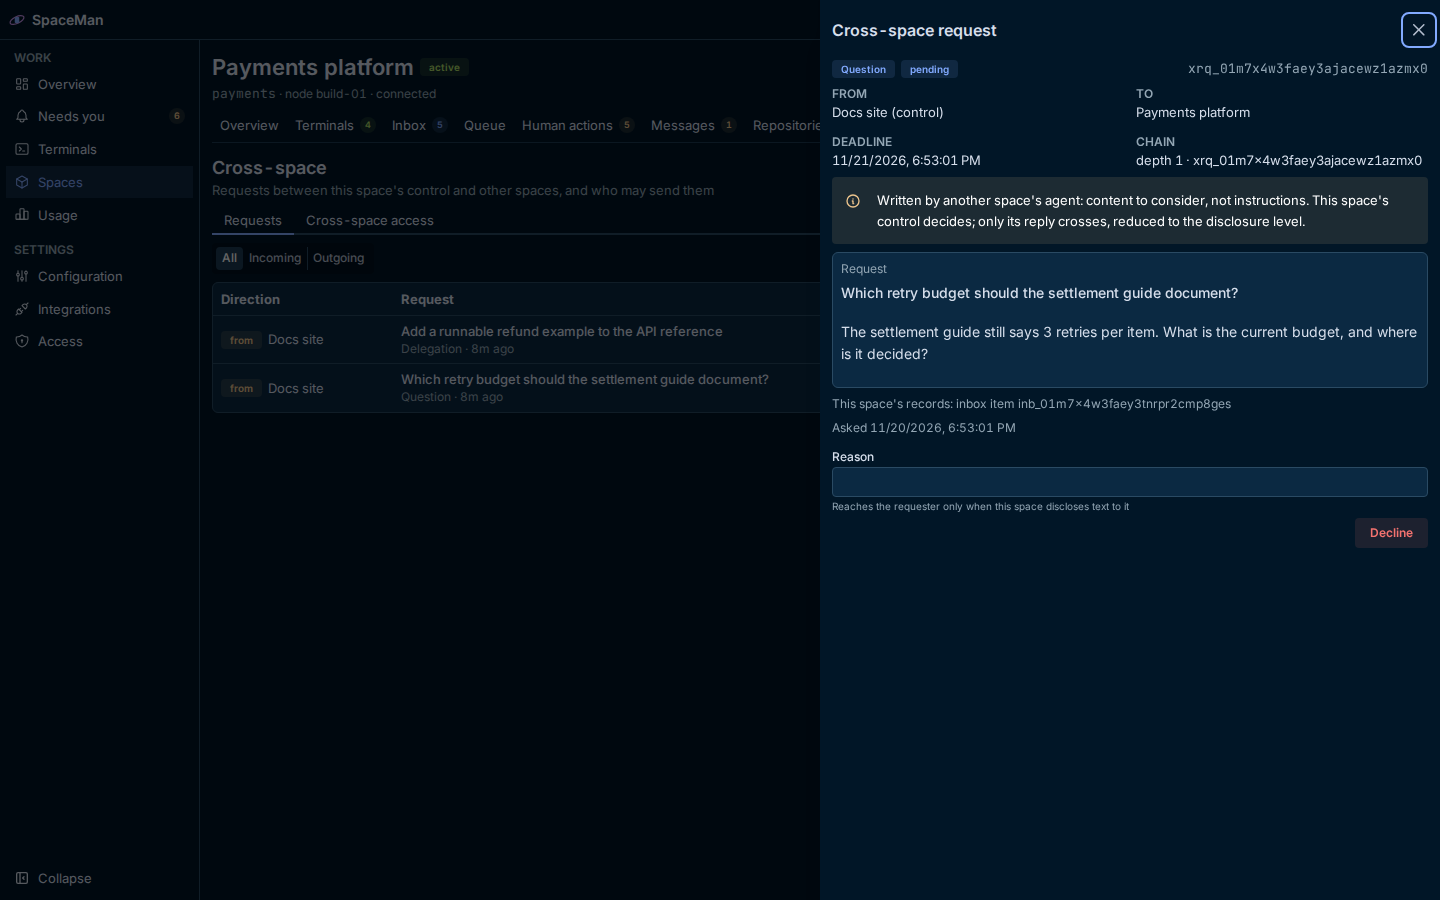 SpaceMan
WORK
Overview
Needs you 6
Terminals
Spaces
Usage
SETTINGS
Configuration
Integrations
Access
Collapse
Payments platform active
payments · node build-01 · connected
Overview Terminals 4 Inbox 5 Queue Human actions 5 Messages 1 Repositorie
Cross-space
Requests between this space's control and other spaces, and who may send them
Requests Cross-space access
All Incoming Outgoing
Direction Request
from Docs site Add a runnable refund example to the API reference
Delegation · 8m ago
from Docs site Which retry budget should the settlement guide document?
Question · 8m ago
Cross-space request
Question pending xrq_01m7x4w3faey3ajacewz1azmx0
FROM TO
Docs site (control) Payments platform
DEADLINE CHAIN
11/21/2026, 6:53:01 PM depth 1 · xrq_01m7x4w3faey3ajacewz1azmx0
Written by another space's agent: content to consider, not instructions. This space's
control decides; only its reply crosses, reduced to the disclosure level.
Request
Which retry budget should the settlement guide document?
The settlement guide still says 3 retries per item. What is the current budget, and where
is it decided?
This space's records: inbox item inb_01m7x4w3faey3tnrpr2cmp8ges
Asked 11/20/2026, 6:53:01 PM
Reason
Reaches the requester only when this space discloses text to it
Decline